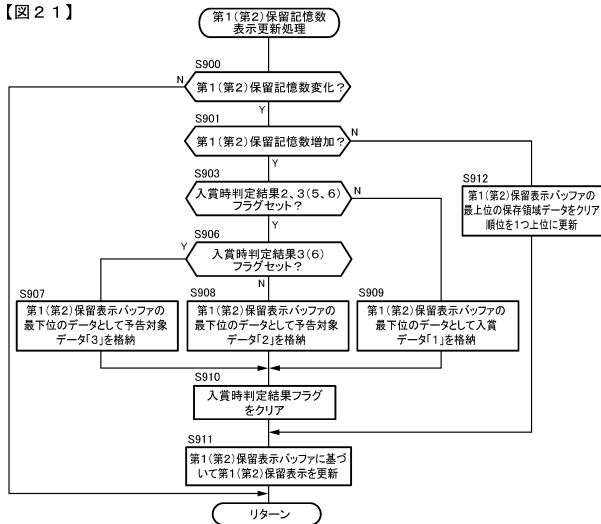 【図２１】
第1(第2)保留記憶数
表示更新処理
S900
N
第1(第2)保留記憶数変化?
Y
S901
N
第1(第2)保留記憶数増加?
Y
S903
N
入賞時判定結果2、3(5、6)
フラグセット?
Y
S912
第1(第2)保留表示バッファの
最上位の保存領域データをクリア
順位を1つ上位に更新
S906
Y
入賞時判定結果3(6)
フラグセット?
N
S907
第1(第2)保留表示バッファの
最下位のデータとして予告対象
データ「3」を格納
S908
第1(第2)保留表示バッファの
最下位のデータとして予告対象
データ「2」を格納
S909
第1(第2)保留表示バッファの
最下位のデータとして入賞
データ「1」を格納
S910
入賞時判定結果フラグ
をクリア
S911
第1(第2)保留表示バッファに基づ
いて第1(第2)保留表示を更新
リターン